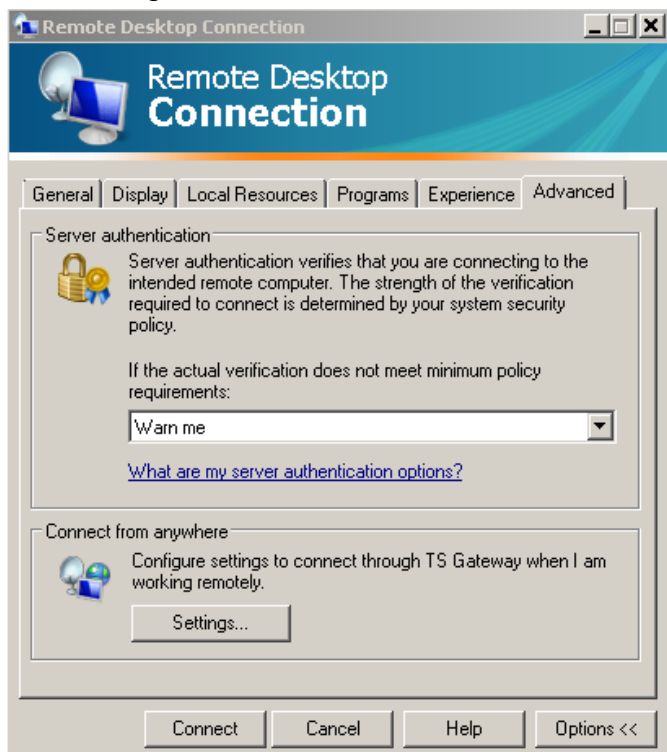 Remote Desktop Connection
Remote Desktop
Connection
General Display Local Resources Programs Experience Advanced
Server authentication
Server authentication verifies that you are connecting to the
intended remote computer. The strength of the verification
required to connect is determined by your system security
policy.
If the actual verification does not meet minimum policy
requirements:
Warn me
What are my server authentication options?
Connect from anywhere
Configure settings to connect through TS Gateway when I am
working remotely.
Settings...
Connect Cancel Help Options <<